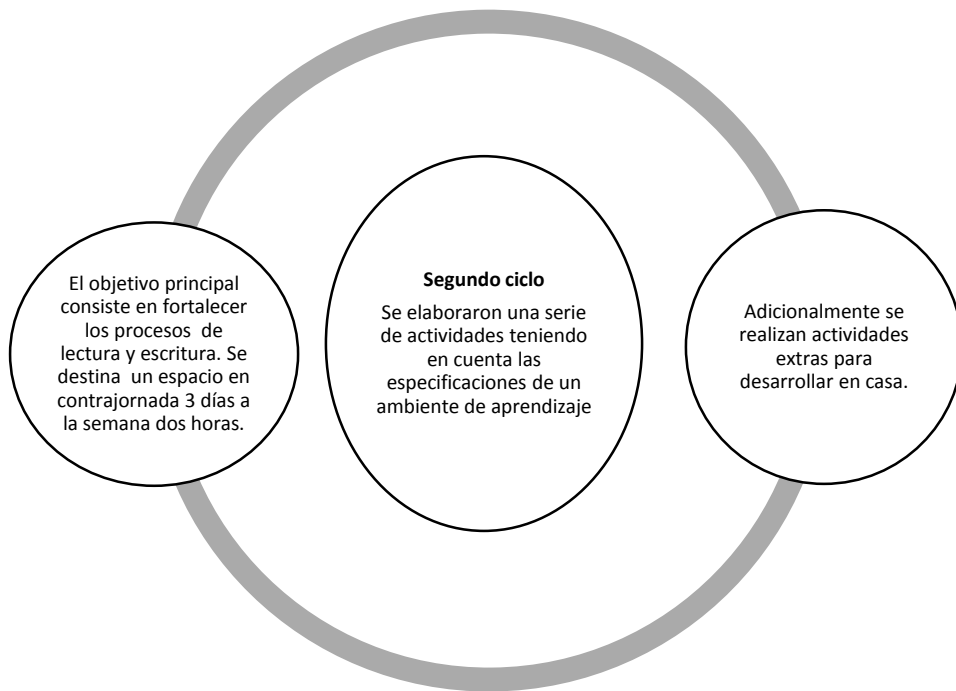 El objetivo principal
consiste en fortalecer
los procesos de
lectura y escritura. Se
destina un espacio en
contrajornada 3 días a
la semana dos horas.
Segundo ciclo
Se elaboraron una serie
de actividades teniendo
en cuenta las
especificaciones de un
ambiente de aprendizaje
Adicionalmente se
realizan actividades
extras para
desarrollar en casa.